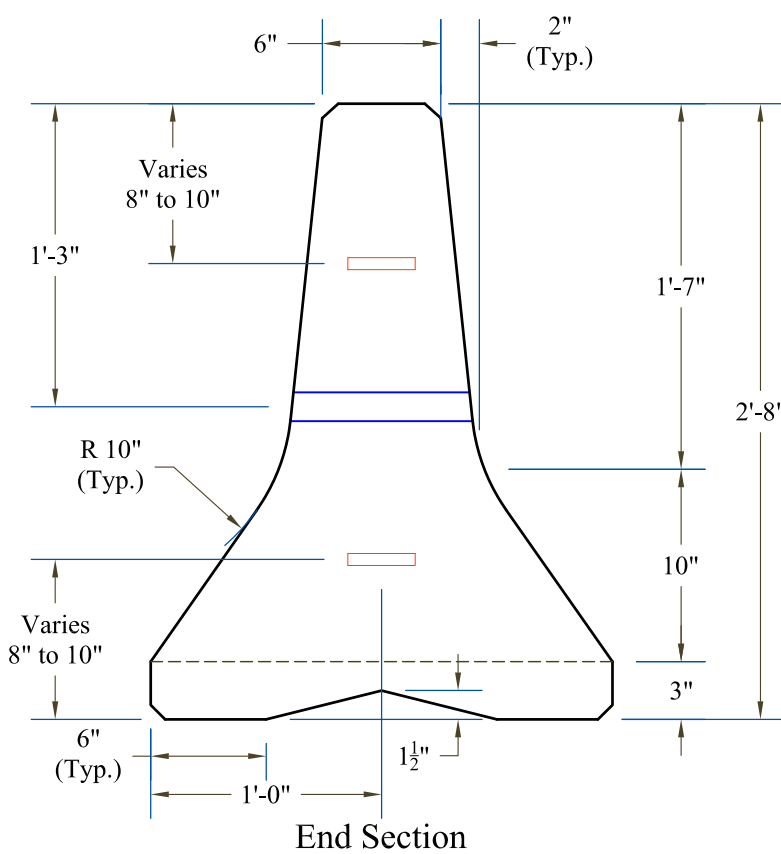 6"
2"
(Typ.)
Varies
8" to 10"
1'-3"
1'-7"
2'-8"
R 10"
(Typ.)
10"
Varies
8" to 10"
3"
6"
(Typ.)
1½"
1'-0"
End Section